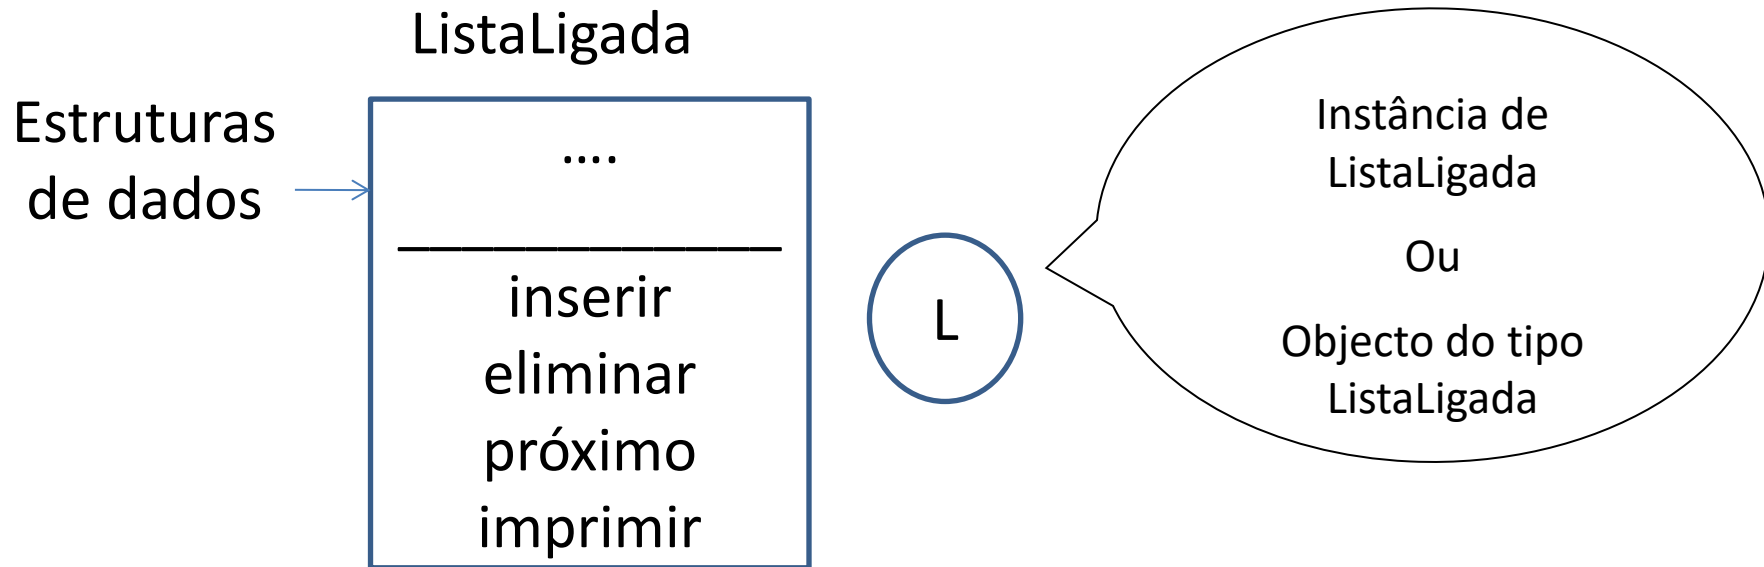 ListaLigada
Estruturas
de dados
....
inserir
eliminar
próximo
imprimir
L
Instância de
ListaLigada
Ou
Objecto do tipo
ListaLigada